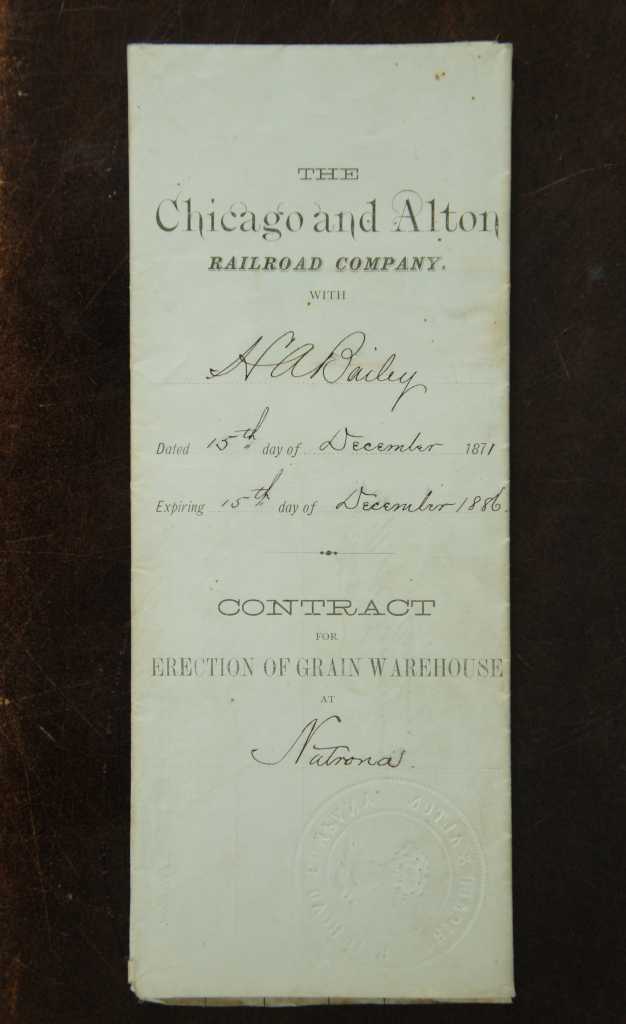 THE
Chicago and Alton
RAILROAD COMPANY.
WITH
H A Bailey
Dated 15th day of December 1871
Expiring 15th day of December 1886.
CONTRACT
FOR
ERECTION OF GRAIN WAREHOUSE
AT
Natrona.